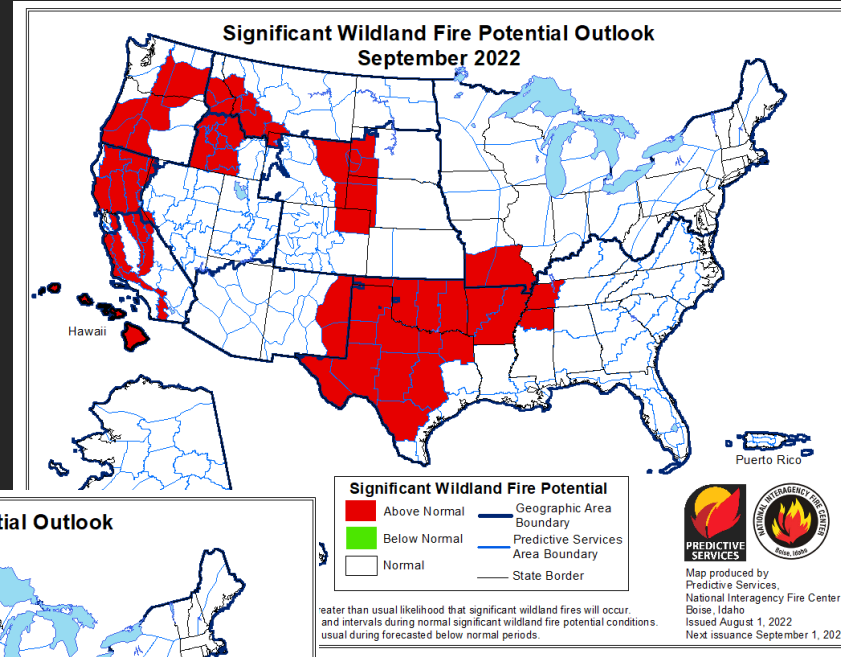 Significant Wildland Fire Potential Outlook
September 2022
Hawaii
Puerto Rico
Significant Wildland Fire Potential
Above Normal
Below Normal
Normal
Geographic Area
Boundary
Predictive Services
Area Boundary
State Border
PREDICTIVE
SERVICES
NATIONAL INTERAGENCY FIRE CENTER
Boise, Idaho
Map produced by
Predictive Services,
National Interagency Fire Center
Boise, Idaho
Issued August 1, 2022
Next issuance September 1, 202
eater than usual likelihood that significant wildland fires will occur.
and intervals during normal significant wildland fire potential conditions.
usual during forecasted below normal periods.
tial Outlook